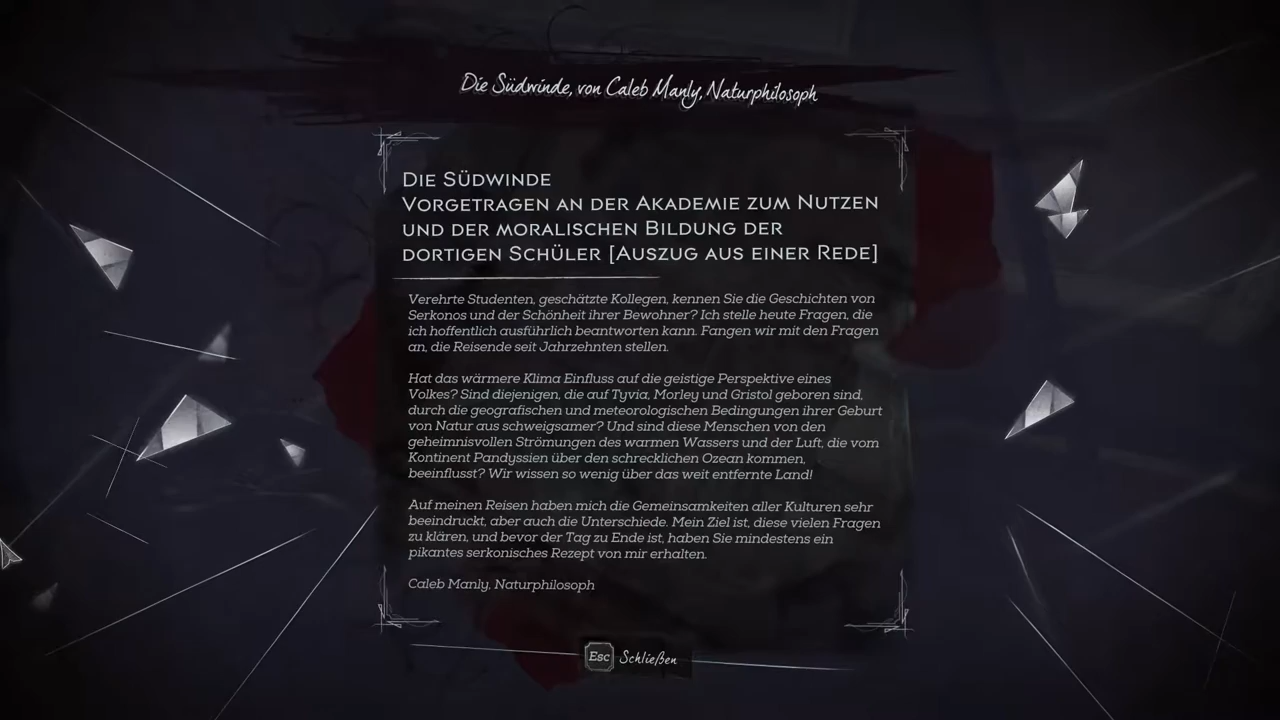 Die Südwinde, von Caleb Manly, Naturphilosoph
Die Südwinde
Vorgetragen an der Akademie zum Nutzen
und der moralischen Bildung der
dortigen Schüler [Auszug aus einer Rede]
Verehrte Studenten, geschätzte Kollegen, kennen Sie die Geschichten von
Serkonos und der Schönheit ihrer Bewohner? Ich stelle heute Fragen, die
ich hoffentlich ausführlich beantworten kann. Fangen wir mit den Fragen
an, die Reisende seit Jahrzehnten stellen.
Hat das wärmere Klima Einfluss auf die geistige Perspektive eines
Volkes? Sind diejenigen, die auf Tyvia, Morley und Gristol geboren sind,
durch die geografischen und meteorologischen Bedingungen ihrer Geburt
von Natur aus schweigsamer? Und sind diese Menschen von den
geheimnisvollen Strömungen des warmen Wassers und der Luft, die vom
Kontinent Pandyssien über den schrecklichen Ozean kommen,
beeinflusst? Wir wissen so wenig über das weit entfernte Land!
Auf meinen Reisen haben mich die Gemeinsamkeiten aller Kulturen sehr
beeindruckt, aber auch die Unterschiede. Mein Ziel ist, diese vielen Fragen
zu klären, und bevor der Tag zu Ende ist, haben Sie mindestens ein
pikantes serkonisches Rezept von mir erhalten.
Caleb Manly, Naturphilosoph
Esc Schließen